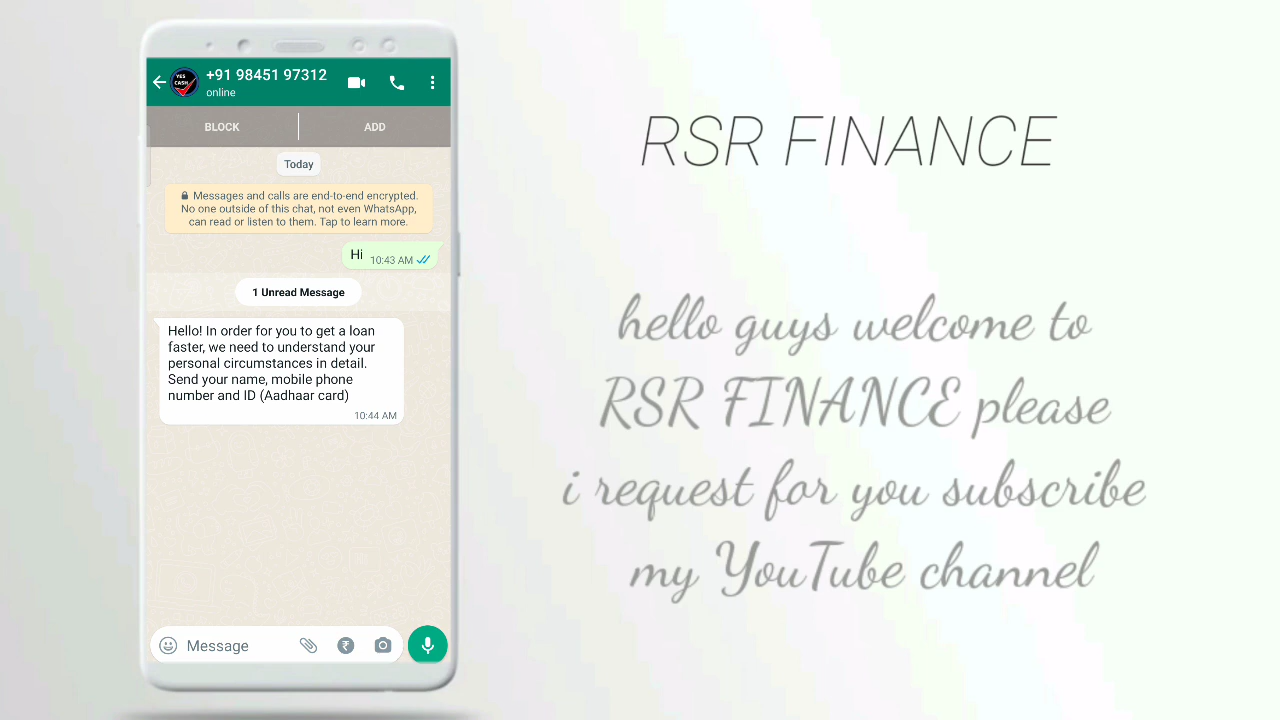 YES
CASH
+91 98451 97312
online
BLOCK
ADD
Today
Messages and calls are end-to-end encrypted.
No one outside of this chat, not even WhatsApp,
can read or listen to them. Tap to learn more.
Hi
10:43 AM
1 Unread Message
Hello! In order for you to get a loan
faster, we need to understand your
personal circumstances in detail.
Send your name, mobile phone
number and ID (Aadhaar card)
10:44 AM
Message
RSR FINANCE
hello guys welcome to
RSR FINANCE please
i request for you subscribe
my YouTube channel